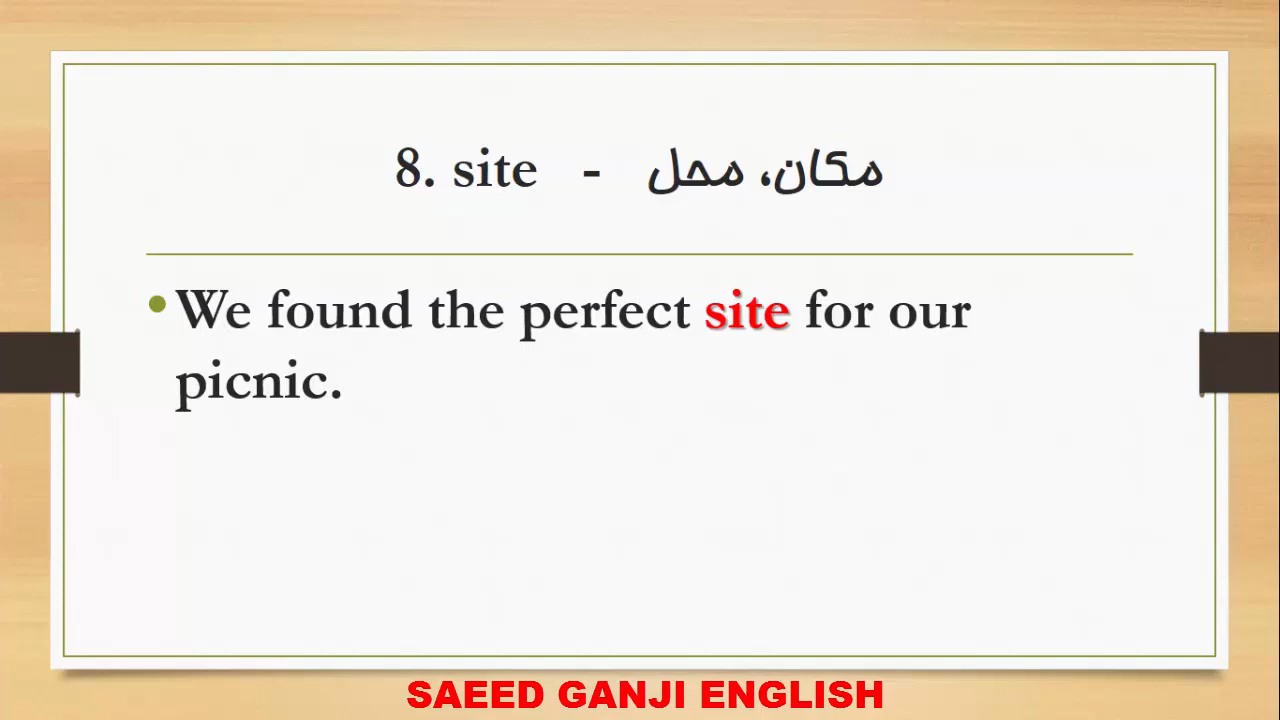 8. site - مکان، محل
• We found the perfect site for our
picnic.
SAEED GANJI ENGLISH